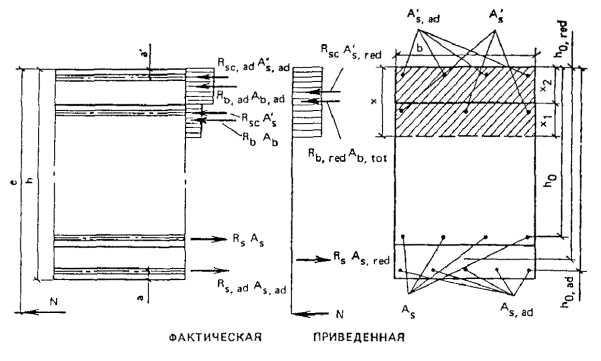 a'
R_sc, ad A'_s, ad
R_b, ad A_b, ad
R_sc A'_s
R_b A_b
e
h
R_s A_s
R_s, ad A_s, ad
a
N
ФАКТИЧЕСКАЯ
R_sc A'_s, red
R_b, red A_b, tot
R_s A_s, red
N
ПРИВЕДЕННАЯ
A'_s, ad
A'_s
b
x
x_2
x_1
h_0
h_0, red
h_0, ad
A_s
A_s, ad